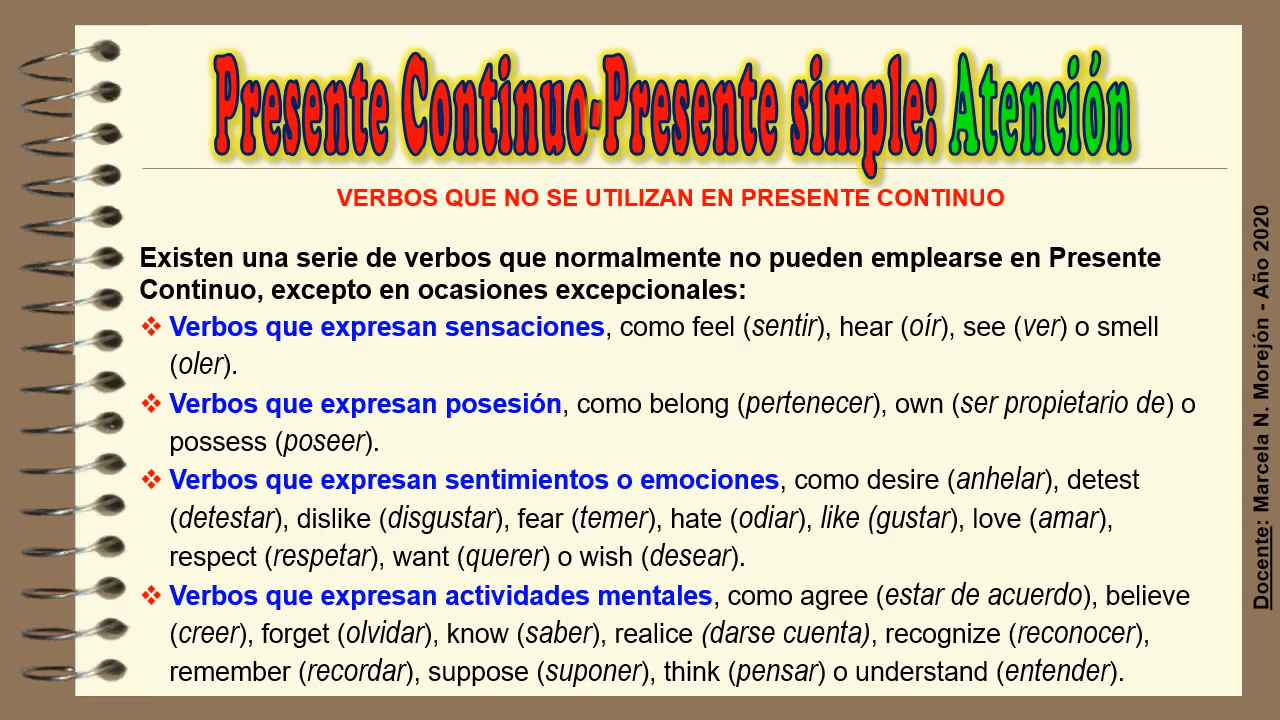 Presente Continuo-Presente simple: Atención
VERBOS QUE NO SE UTILIZAN EN PRESENTE CONTINUO
Existen una serie de verbos que normalmente no pueden emplearse en Presente
Continuo, excepto en ocasiones excepcionales:
❖ Verbos que expresan sensaciones, como feel (sentir), hear (oír), see (ver) o smell
(oler).
❖ Verbos que expresan posesión, como belong (pertenecer), own (ser propietario de) o
possess (poseer).
❖ Verbos que expresan sentimientos o emociones, como desire (anhelar), detest
(detestar), dislike (disgustar), fear (temer), hate (odiar), like (gustar), love (amar),
respect (respetar), want (querer) o wish (desear).
❖ Verbos que expresan actividades mentales, como agree (estar de acuerdo), believe
(creer), forget (olvidar), know (saber), realice (darse cuenta), recognize (reconocer),
remember (recordar), suppose (suponer), think (pensar) o understand (entender).
Docente: Marcela N. Morejón - Año 2020